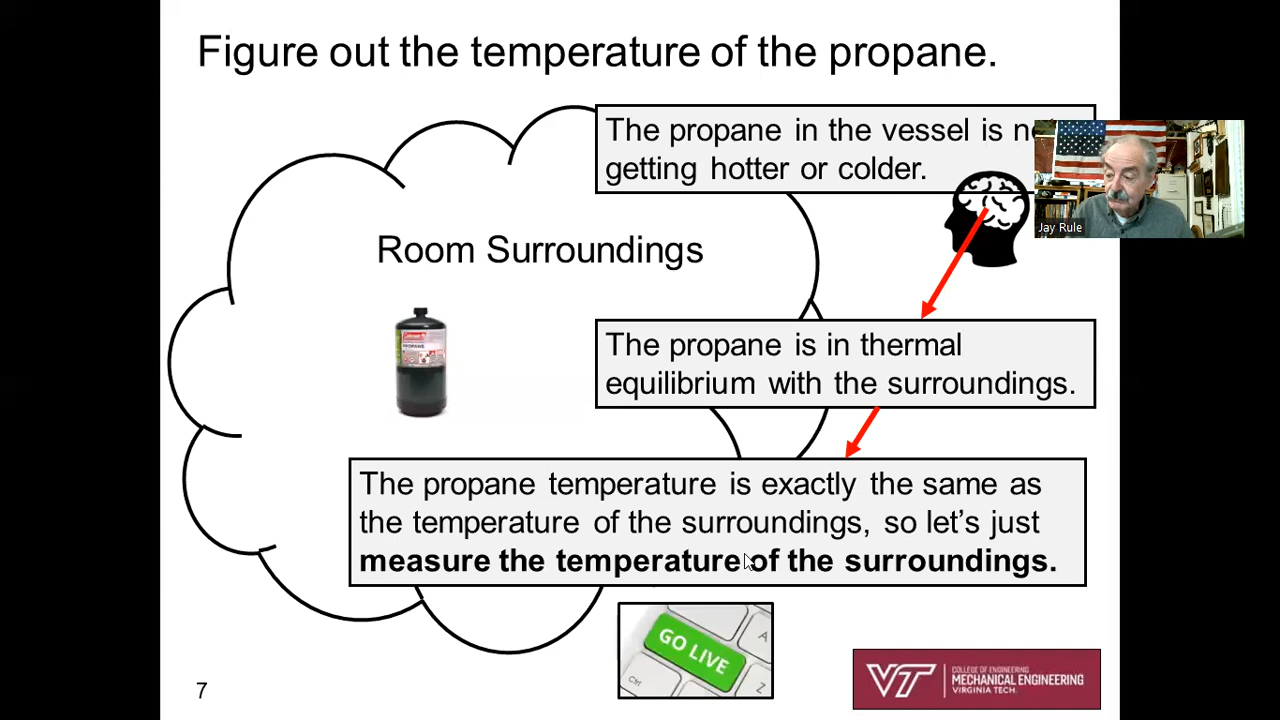 Figure out the temperature of the propane.
The propane in the vessel is
getting hotter or colder.
Jay Rule
Room Surroundings
The propane is in thermal
equilibrium with the surroundings.
The propane temperature is exactly the same as
the temperature of the surroundings, so let's just
measure the temperature of the surroundings.
GO LIVE
A
Ctrl
Z
7
VT
COLLEGE OF ENGINEERING
MECHANICAL ENGINEERING
VIRGINIA TECH.